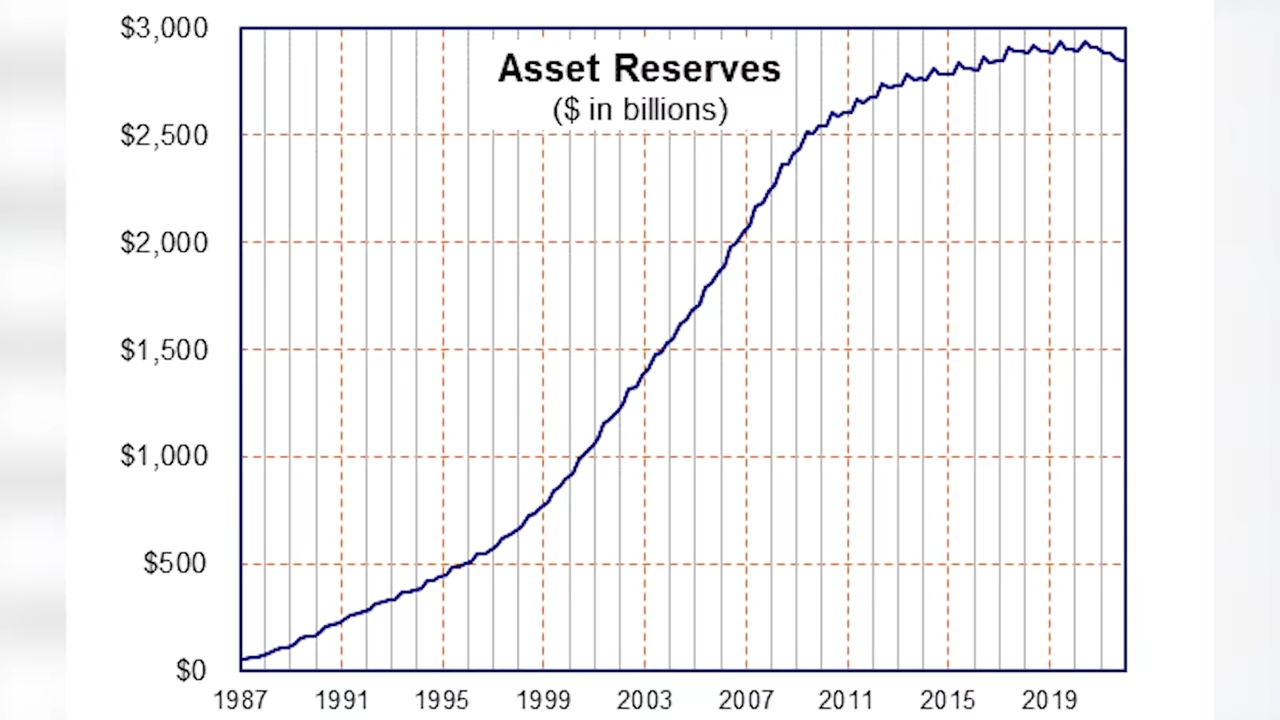 Asset Reserves
($ in billions)
$3,000
$2,500
$2,000
$1,500
$1,000
$500
$0
1987 1991 1995 1999 2003 2007 2011 2015 2019